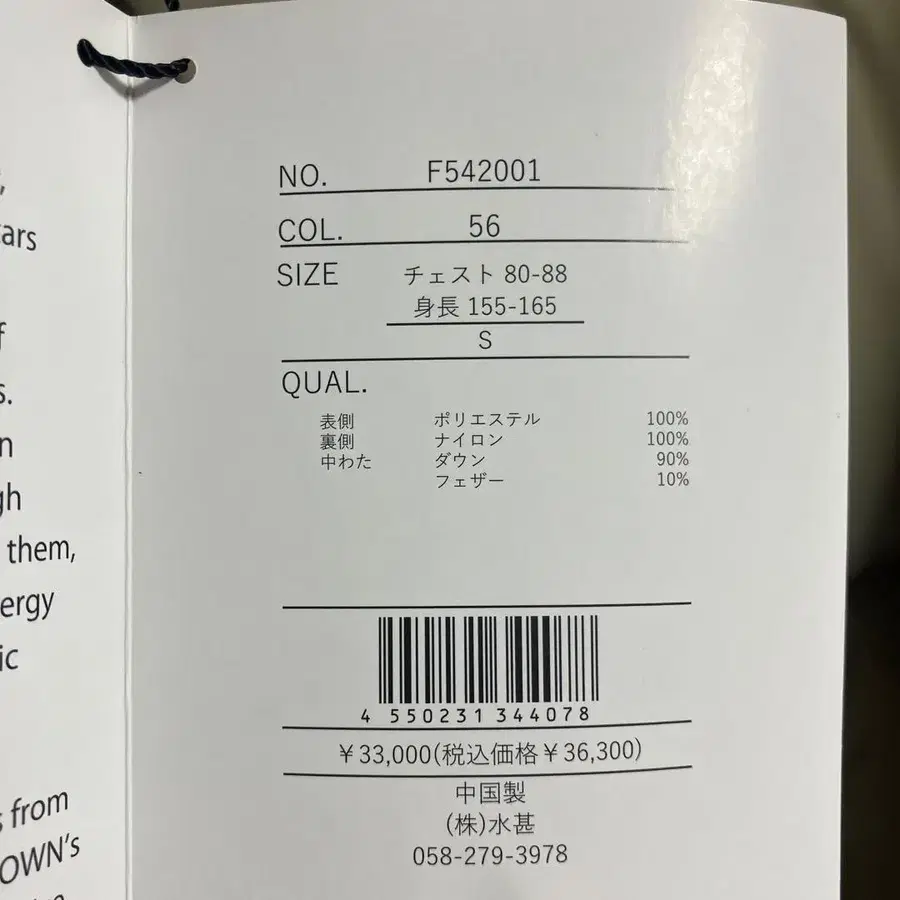 ars
f
s.
n
gh
them,
ergy
ic
from
OWN's
NO. F542001
COL. 56
SIZE チェスト 80-88
身長 155-165
S
QUAL.
表側 ポリエステル 100%
裏側 ナイロン 100%
中わた ダウン 90%
フェザー 10%
4 550231 344078
￥33,000(税込価格￥36,300)
中国製
(株)水甚
058-279-3978